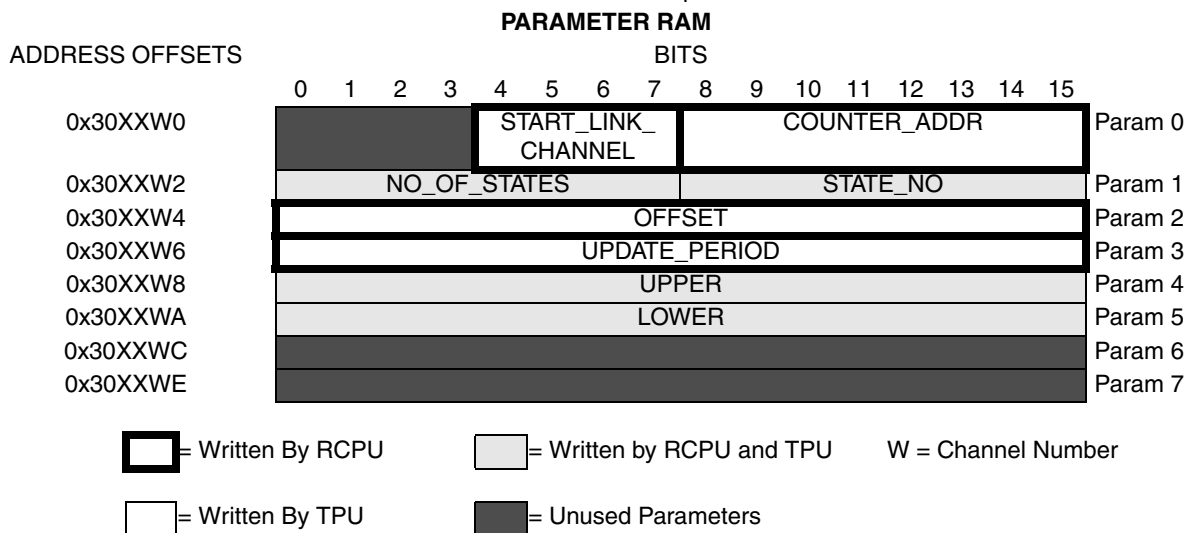 PARAMETER RAM
ADDRESS OFFSETS BITS
0 1 2 3 4 5 6 7 8 9 10 11 12 13 14 15
0x30XXW0 START_LINK_ COUNTER_ADDR Param 0
CHANNEL
0x30XXW2 NO_OF_STATES STATE_NO Param 1
0x30XXW4 OFFSET Param 2
0x30XXW6 UPDATE_PERIOD Param 3
0x30XXW8 UPPER Param 4
0x30XXWA LOWER Param 5
0x30XXWC Param 6
0x30XXWE Param 7
= Written By RCPU = Written by RCPU and TPU W = Channel Number
= Written By TPU = Unused Parameters